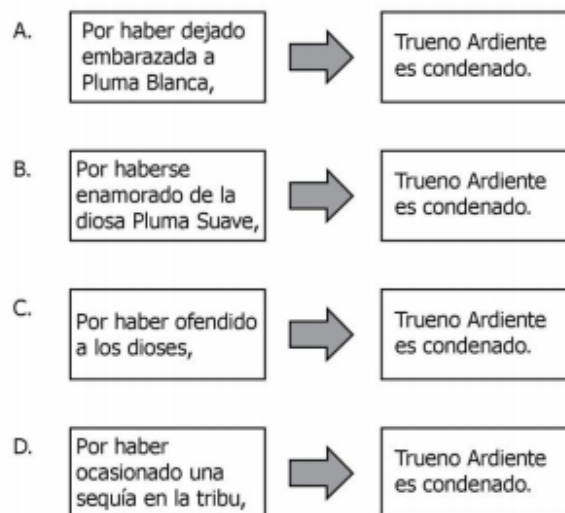 A.
Por haber dejado
embarazada a
Pluma Blanca,
Trueno Ardiente
es condenado.
B.
Por haberse
enamorado de la
diosa Pluma Suave,
Trueno Ardiente
es condenado.
C.
Por haber ofendido
a los dioses,
Trueno Ardiente
es condenado.
D.
Por haber
ocasionado una
sequía en la tribu,
Trueno Ardiente
es condenado.